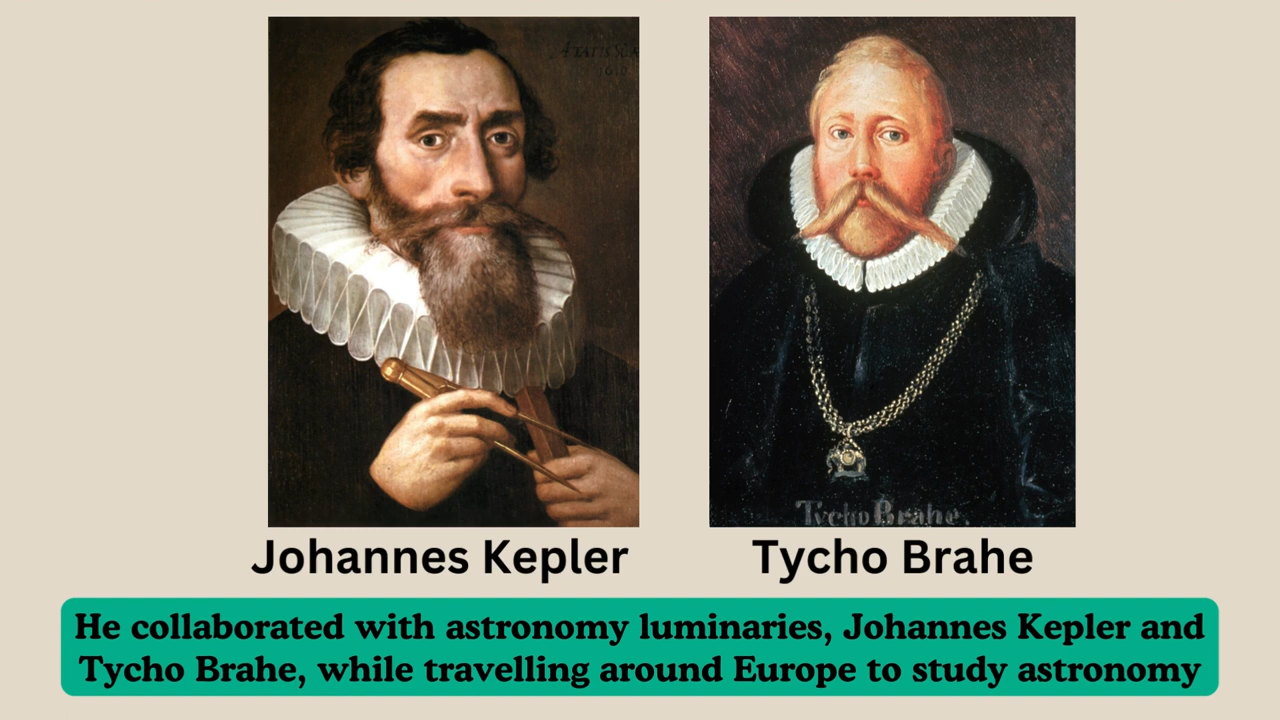 Johannes Kepler
Tycho Brahe.
Tycho Brahe
He collaborated with astronomy luminaries, Johannes Kepler and
Tycho Brahe, while travelling around Europe to study astronomy